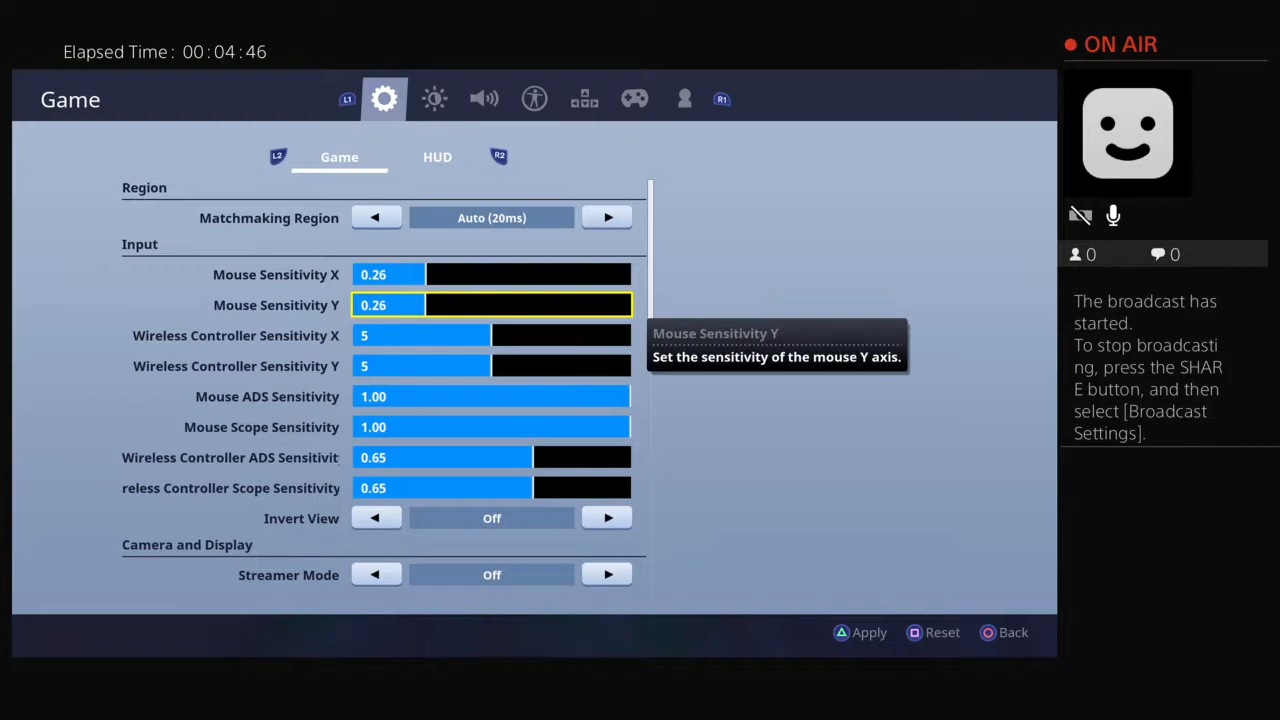 Elapsed Time: 00:04:46
ON AIR
Game
L1
R1
L2
Game
HUD
R2
Region
Matchmaking Region
Auto (20ms)
Input
Mouse Sensitivity X
0.26
Mouse Sensitivity Y
0.26
Wireless Controller Sensitivity X
5
Wireless Controller Sensitivity Y
5
Mouse ADS Sensitivity
1.00
Mouse Scope Sensitivity
1.00
Wireless Controller ADS Sensitivit
0.65
reless Controller Scope Sensitivity
0.65
Invert View
Off
Camera and Display
Streamer Mode
Off
Mouse Sensitivity Y
Set the sensitivity of the mouse Y axis.
Apply
Reset
Back
0
0
The broadcast has
started.
To stop broadcasti
ng, press the SHAR
E button, and then
select [Broadcast
Settings].